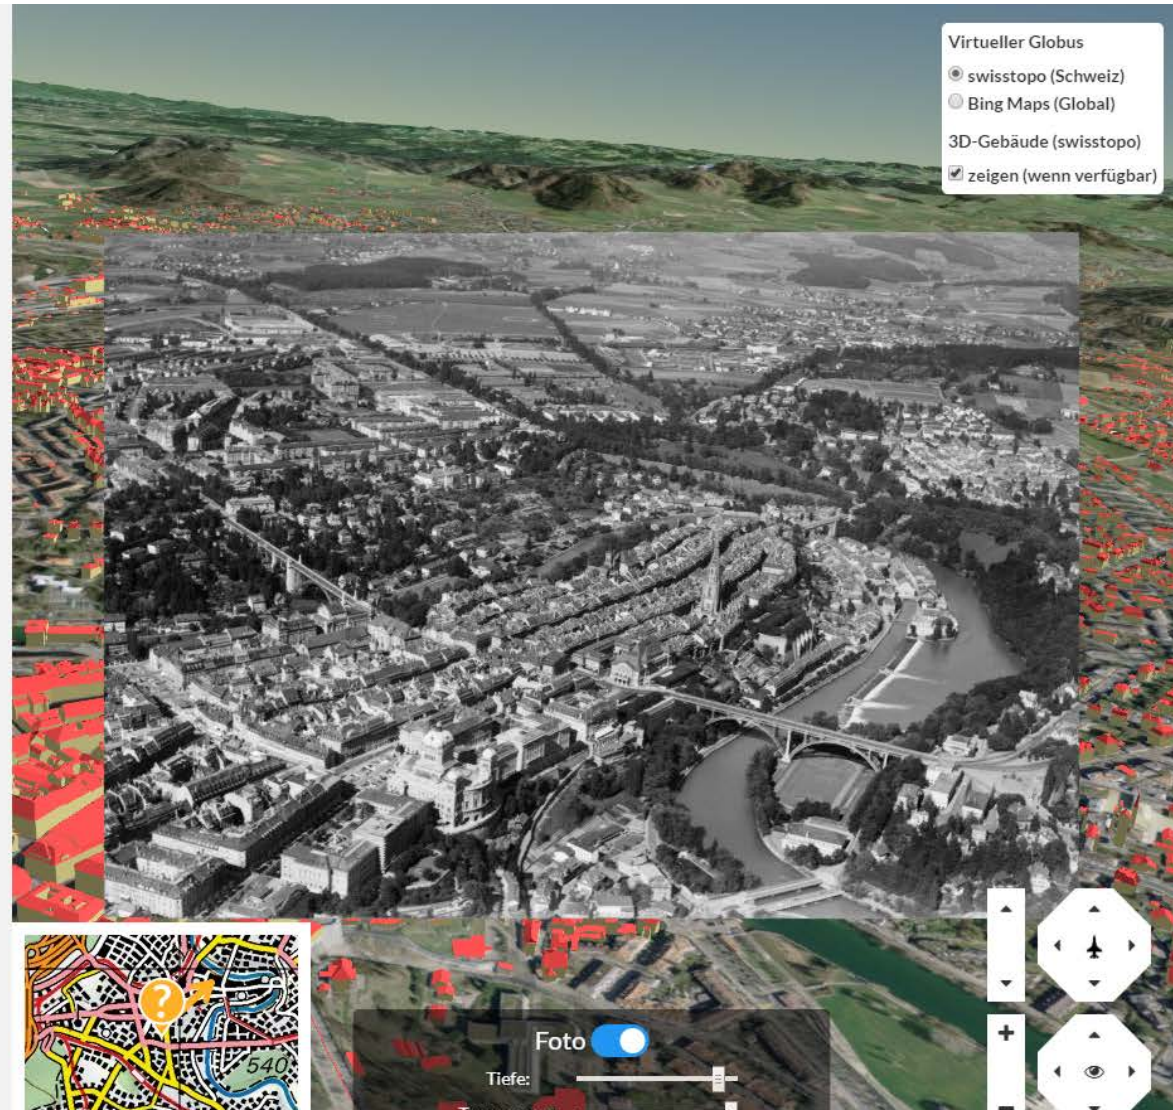 Virtueller Globus
swisstopo (Schweiz)
Bing Maps (Global)
3D-Gebäude (swisstopo)
zeigen (wenn verfügbar)
?
540
Foto
Tiefe: